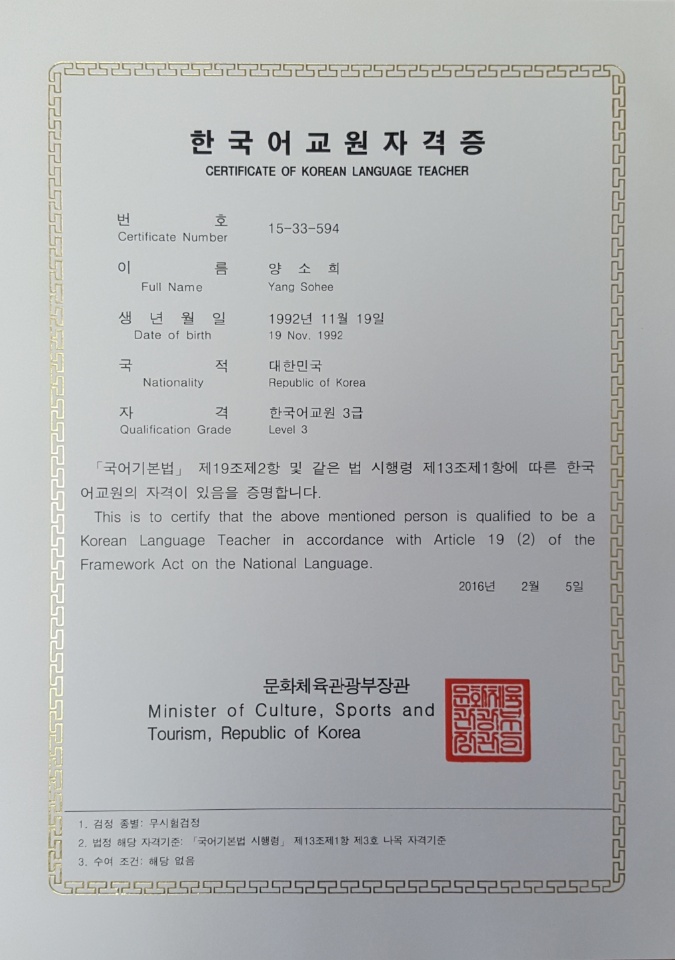 한국어교원자격증
CERTIFICATE OF KOREAN LANGUAGE TEACHER
번 호 15-33-594
Certificate Number
이 름 양 소 희
Full Name Yang Sohee
생 년 월 일 1992년 11월 19일
Date of birth 19 Nov. 1992
국 적 대한민국
Nationality Republic of Korea
자 격 한국어교원 3급
Qualification Grade Level 3
「국어기본법」 제19조제2항 및 같은 법 시행령 제13조제1항에 따른 한국
어교원의 자격이 있음을 증명합니다.
This is to certify that the above mentioned person is qualified to be a
Korean Language Teacher in accordance with Article 19 (2) of the
Framework Act on the National Language.
2016년 2월 5일
문화체육관광부장관
Minister of Culture, Sports and
Tourism, Republic of Korea
문화체육
관광부
장관인
1. 검정 종별: 무시험검정
2. 법정 해당 자격기준: 「국어기본법 시행령」 제13조제1항 제3호 나목 자격기준
3. 수여 조건: 해당 없음